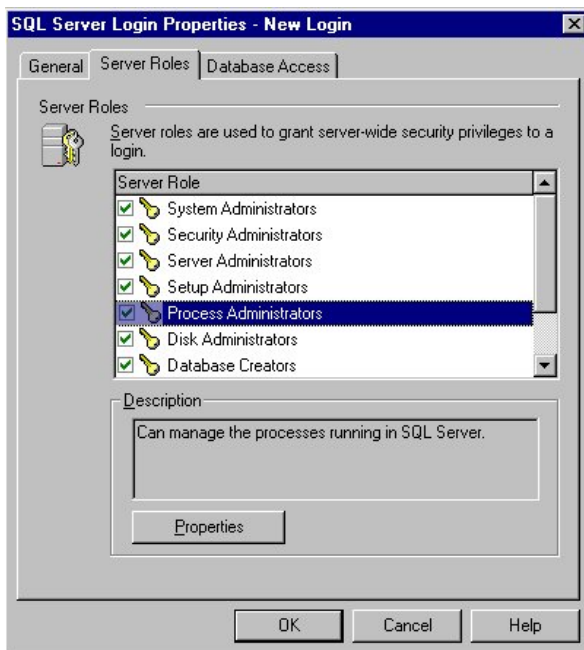 SQL Server Login Properties - New Login
General
Server Roles
Database Access
Server Roles
Server roles are used to grant server-wide security privileges to a
login.
Server Role
System Administrators
Security Administrators
Server Administrators
Setup Administrators
Process Administrators
Disk Administrators
Database Creators
Description
Can manage the processes running in SQL Server.
Properties
OK
Cancel
Help